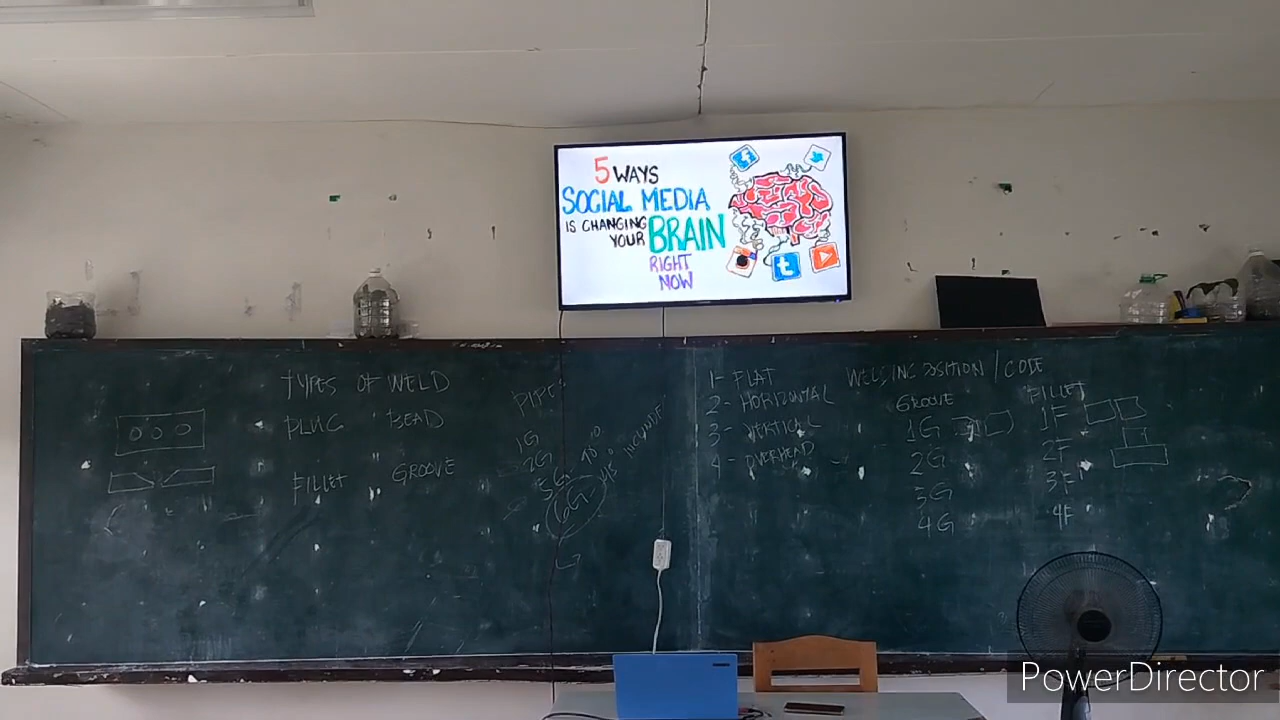 5 WAYS
SOCIAL MEDIA
IS CHANGING
YOUR BRAIN
RIGHT
NOW
TYPES OF WELD
PLUG BEAD
FILLET GROOVE
PIPE
1G
2G
5G
6G
45°
1- FLAT
2- HORIZONTAL
3- VERTICAL
4- OVERHEAD
WELDING POSITION / CODE
GROOVE FILLET
1G 1F
2G 2F
3G 3F
4G 4F
PowerDirector